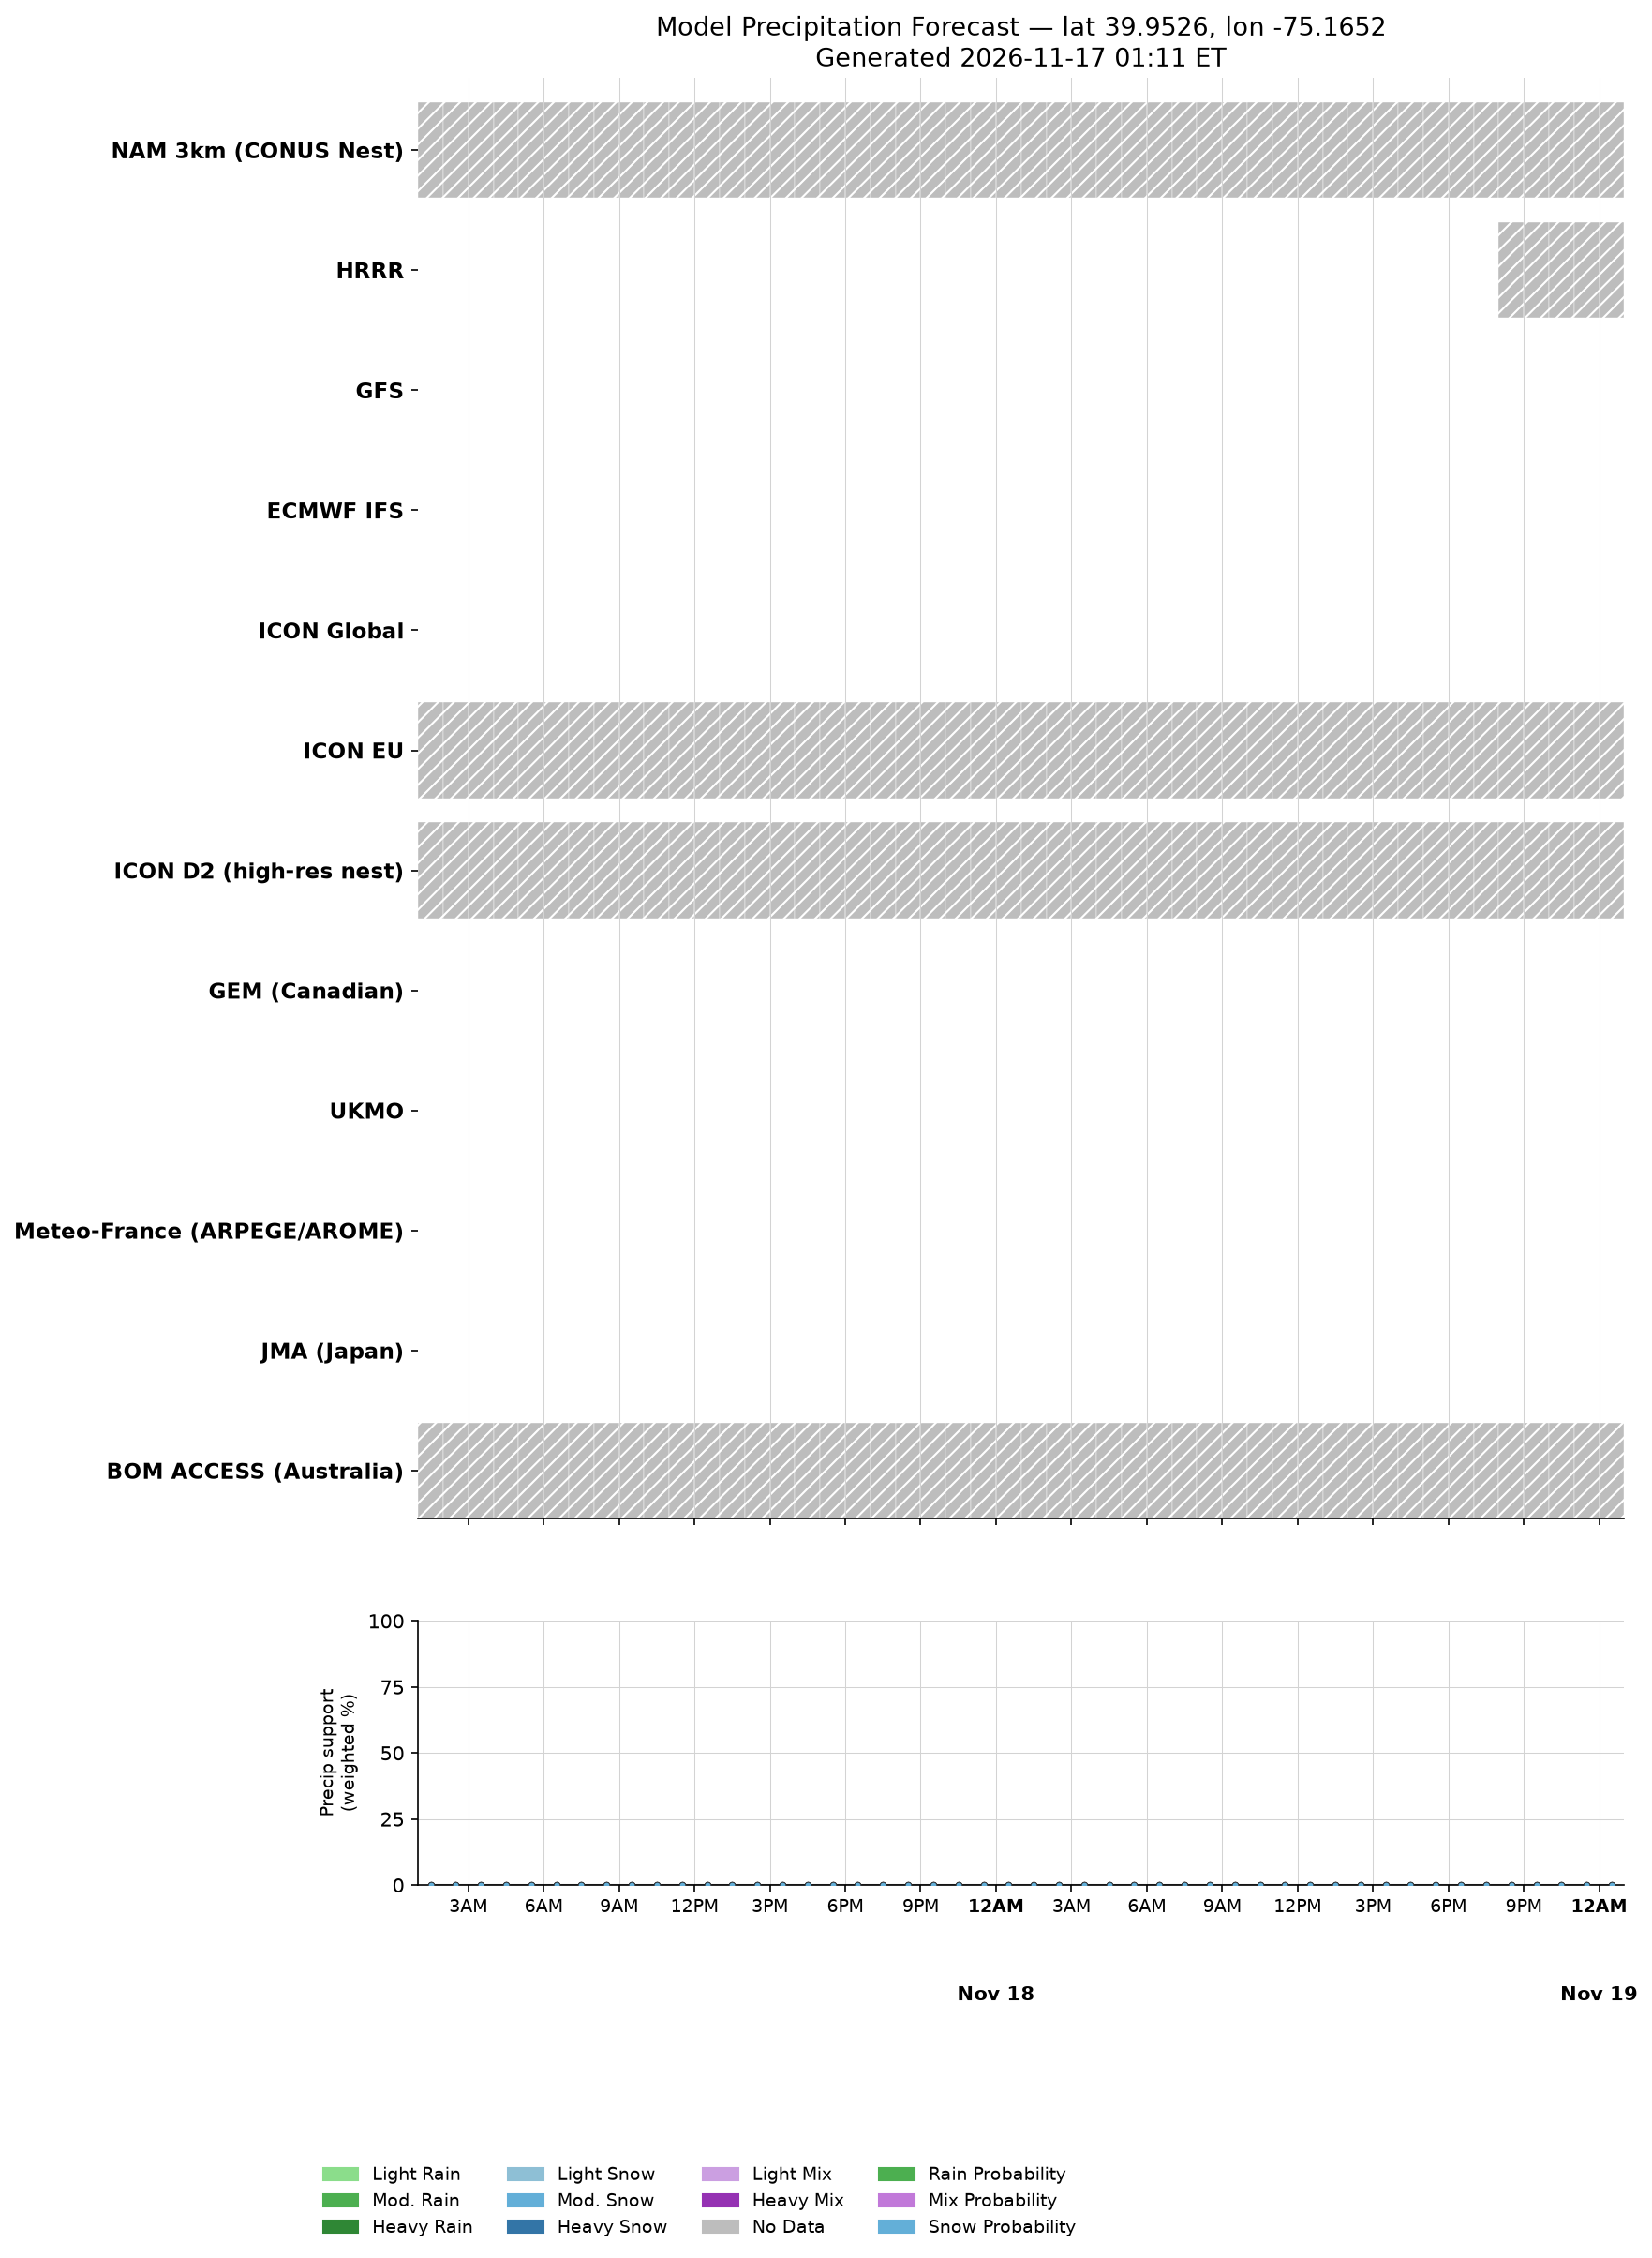 Model Precipitation Forecast — lat 39.9526, lon -75.1652
Generated 2026-11-17 01:11 ET
NAM 3km (CONUS Nest)
HRRR
GFS
ECMWF IFS
ICON Global
ICON EU
ICON D2 (high-res nest)
GEM (Canadian)
UKMO
Meteo-France (ARPEGE/AROME)
JMA (Japan)
BOM ACCESS (Australia)
Precip support
(weighted %)
100
75
50
25
0
3AM 6AM 9AM 12PM 3PM 6PM 9PM 12AM 3AM 6AM 9AM 12PM 3PM 6PM 9PM 12AM
Nov 18 Nov 19
Light Rain Light Snow Light Mix Rain Probability
Mod. Rain Mod. Snow Heavy Mix Mix Probability
Heavy Rain Heavy Snow No Data Snow Probability